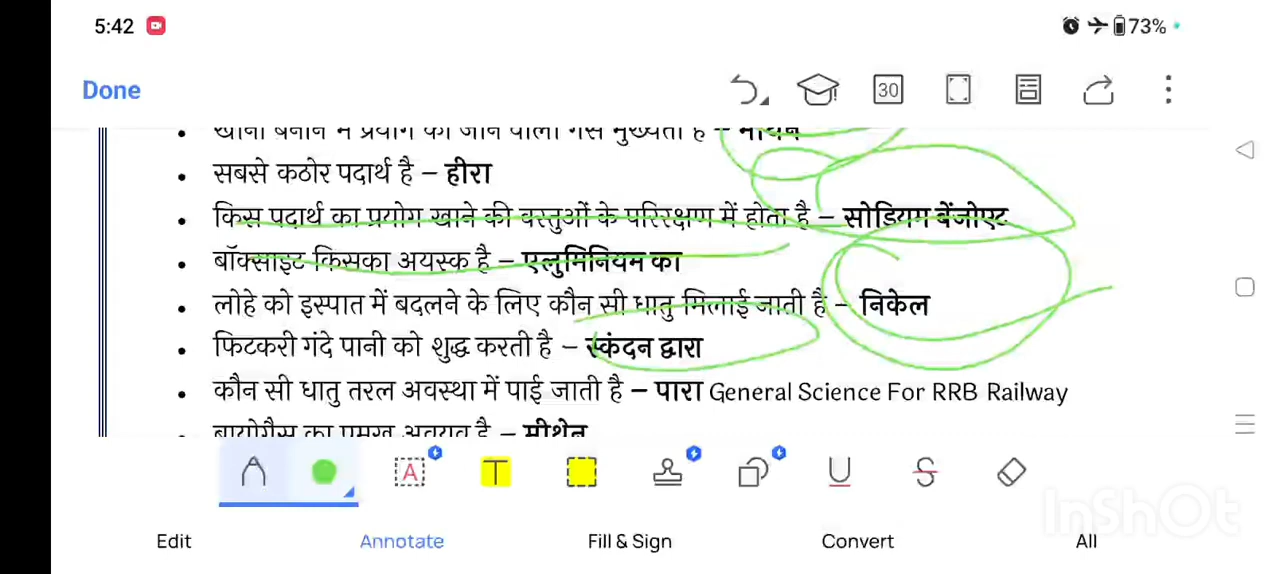 5:42
73%
Done
30
सबसे कठोर पदार्थ है – हीरा
किस पदार्थ का प्रयोग खाने की वस्तुओं के परिरक्षण में होता है – सोडियम बेंजोएट
बॉक्साइट किसका अयस्क है – एलुमिनियम का
लोहे को इस्पात में बदलने के लिए कौन सी धातु मिलाई जाती है – निकेल
फिटकरी गंदे पानी को शुद्ध करती है – स्कंदन द्वारा
कौन सी धातु तरल अवस्था में पाई जाती है – पारा General Science For RRB Railway
बायोगैस का प्रमुख अवयव है – मीथेन
A T U S
InShOt
Edit Annotate Fill & Sign Convert All